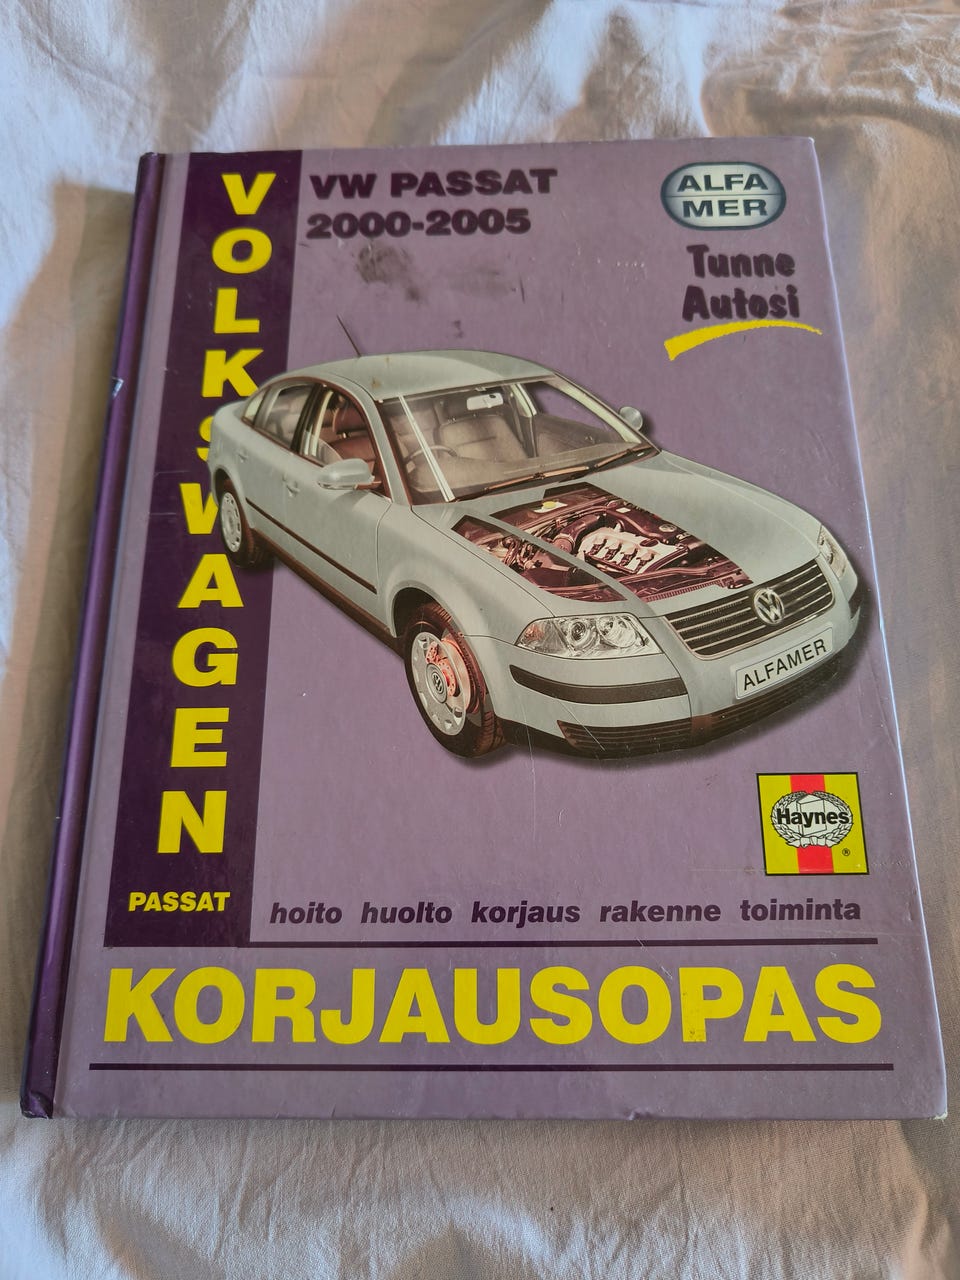 VOLKSWAGEN
PASSAT
VW PASSAT
2000-2005
ALFA
MER
Tunne
Autosi
ALFAMER
Haynes
®
hoito huolto korjaus rakenne toiminta
KORJAUSOPAS